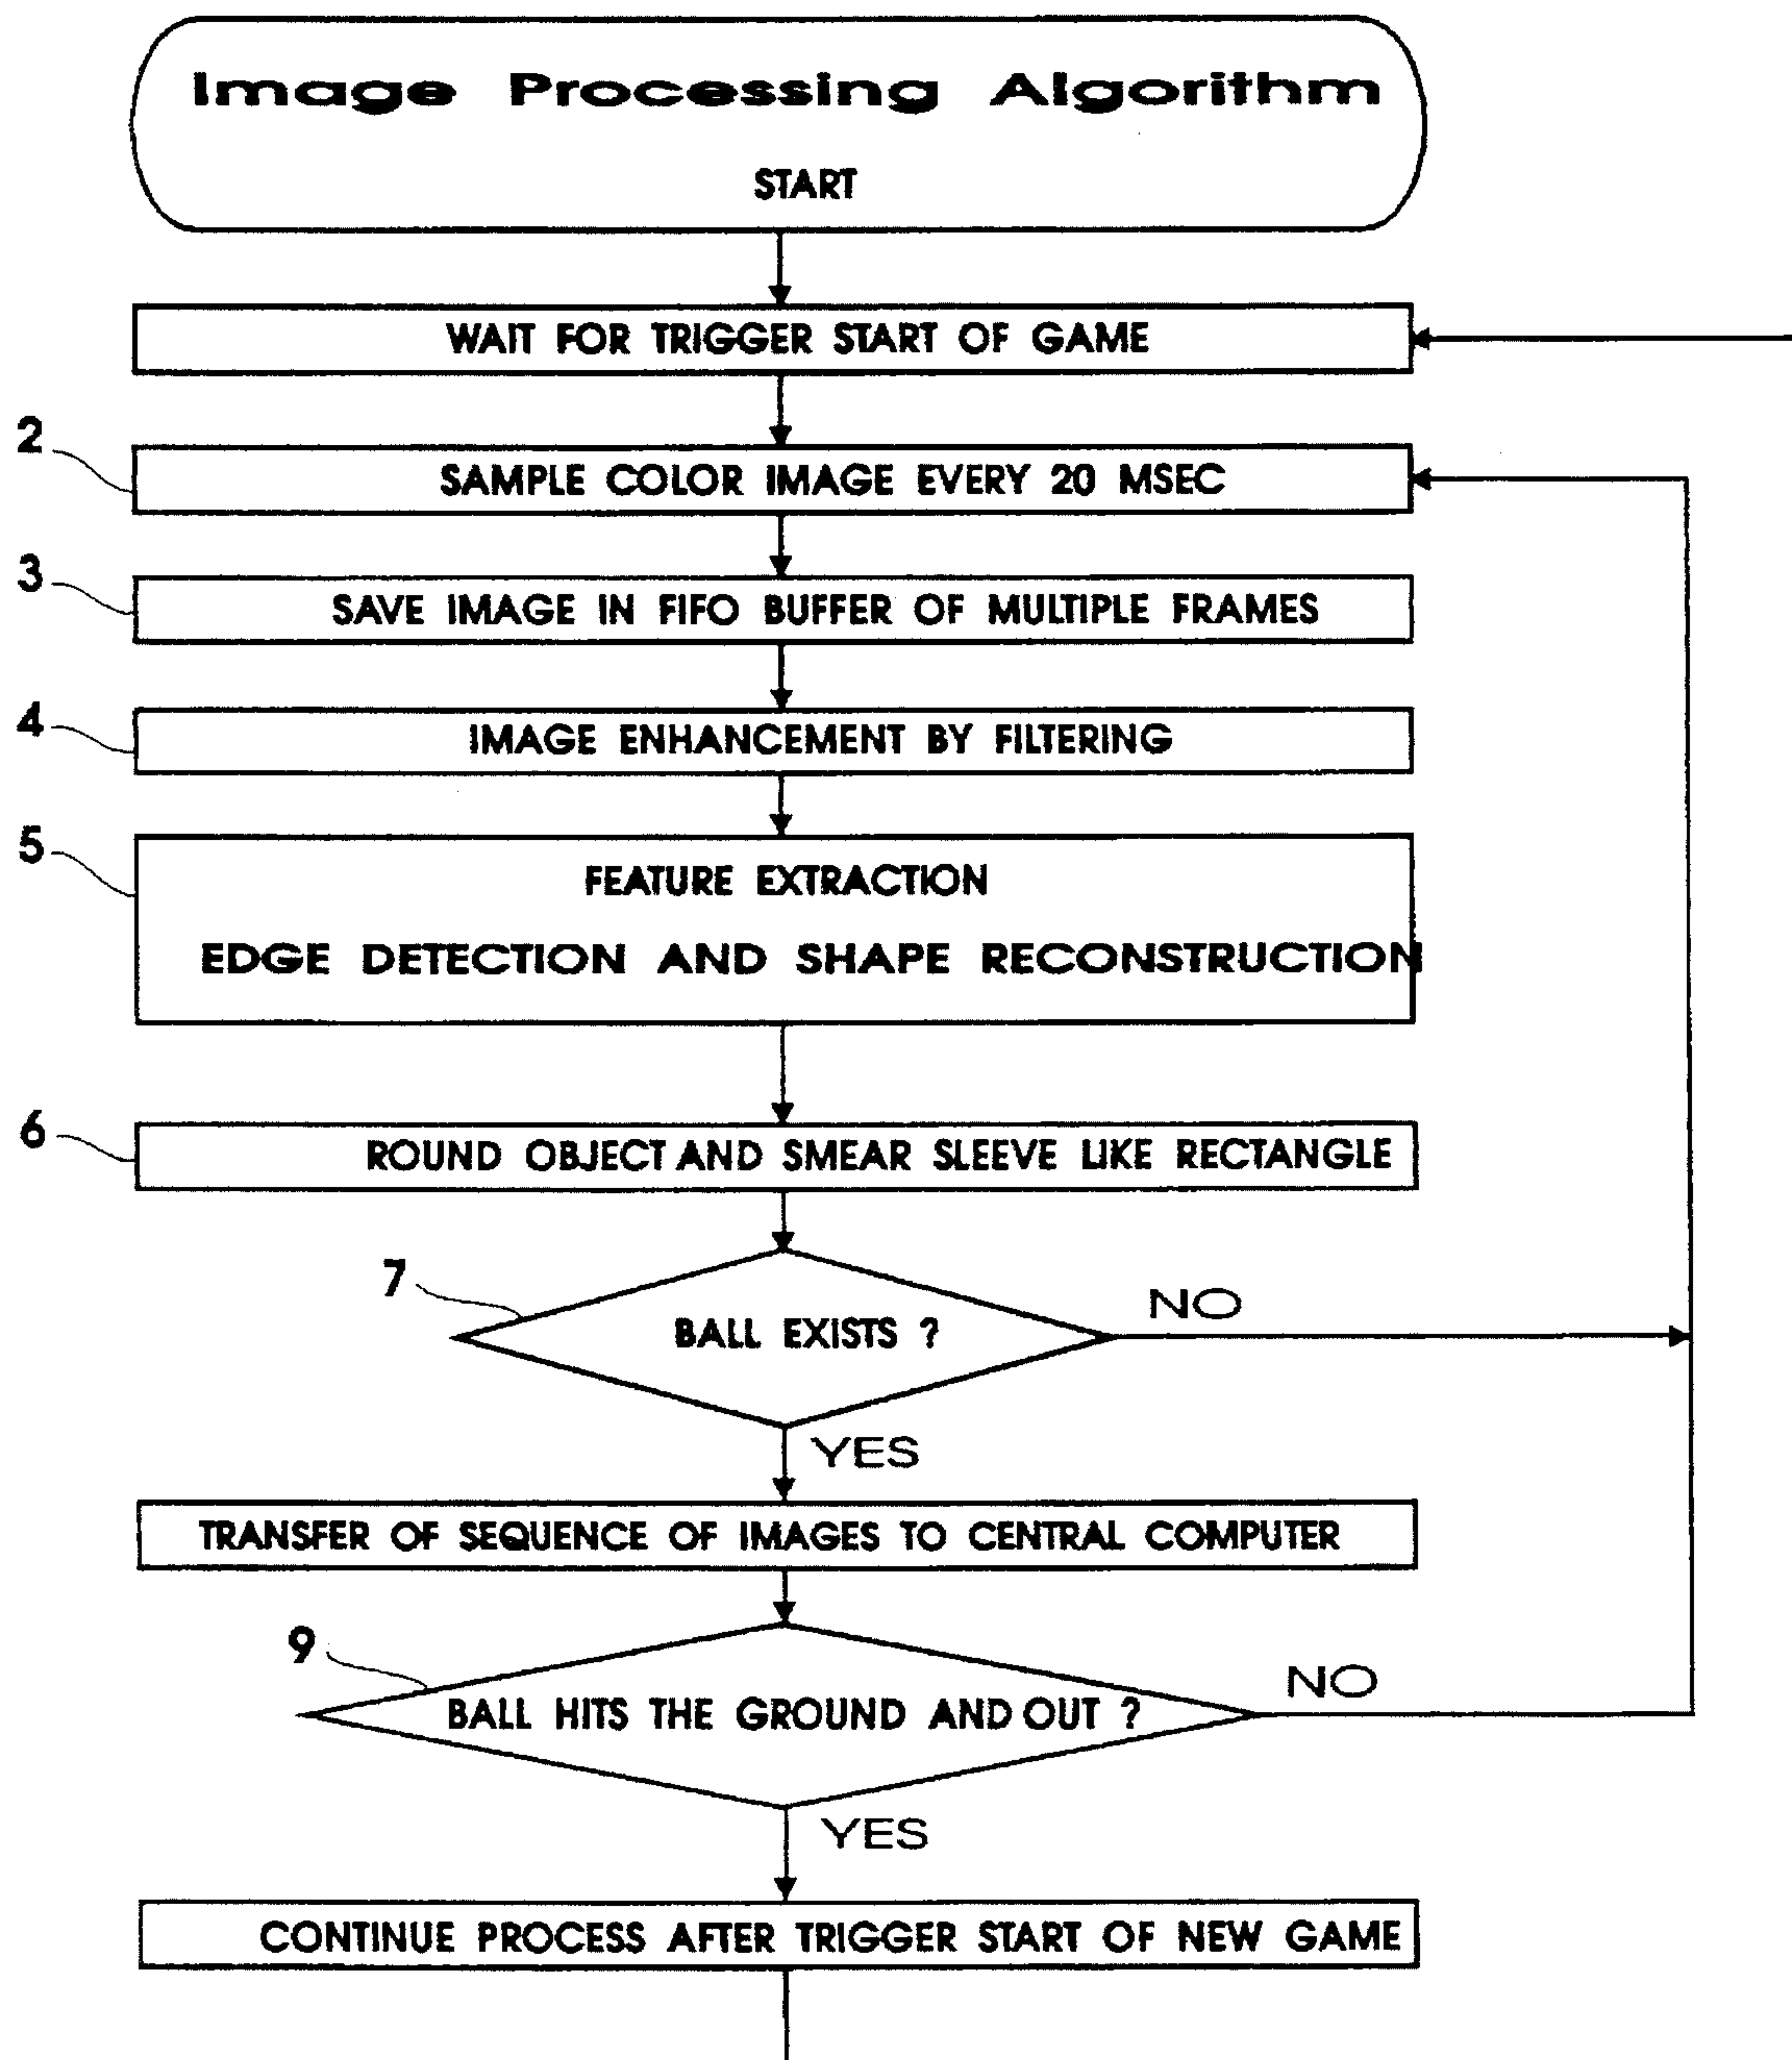 Image Processing Algorithm
START
WAIT FOR TRIGGER START OF GAME
2
SAMPLE COLOR IMAGE EVERY 20 MSEC
3
SAVE IMAGE IN FIFO BUFFER OF MULTIPLE FRAMES
4
IMAGE ENHANCEMENT BY FILTERING
5
FEATURE EXTRACTION
EDGE DETECTION AND SHAPE RECONSTRUCTION
6
ROUND OBJECT AND SMEAR SLEEVE LIKE RECTANGLE
7
BALL EXISTS ?
NO
YES
TRANSFER OF SEQUENCE OF IMAGES TO CENTRAL COMPUTER
9
BALL HITS THE GROUND AND OUT ?
NO
YES
CONTINUE PROCESS AFTER TRIGGER START OF NEW GAME